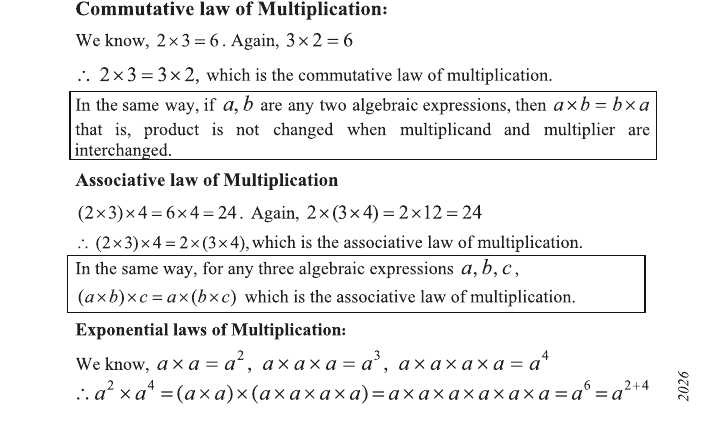 Commutative law of Multiplication:
We know, 2×3=6. Again, 3×2=6
∴ 2×3=3×2, which is the commutative law of multiplication.
In the same way, if a, b are any two algebraic expressions, then a×b = b×a
that is, product is not changed when multiplicand and multiplier are
interchanged.
Associative law of Multiplication
(2×3)×4=6×4=24. Again, 2×(3×4)=2×12=24
∴ (2×3)×4=2×(3×4), which is the associative law of multiplication.
In the same way, for any three algebraic expressions a, b, c,
(a×b)×c=a×(b×c) which is the associative law of multiplication.
Exponential laws of Multiplication:
We know, a×a=a², a×a×a=a³, a×a×a×a=a⁴
∴ a²×a⁴=(a×a)×(a×a×a×a)=a×a×a×a×a×a=a⁶=a²⁺⁴
2026